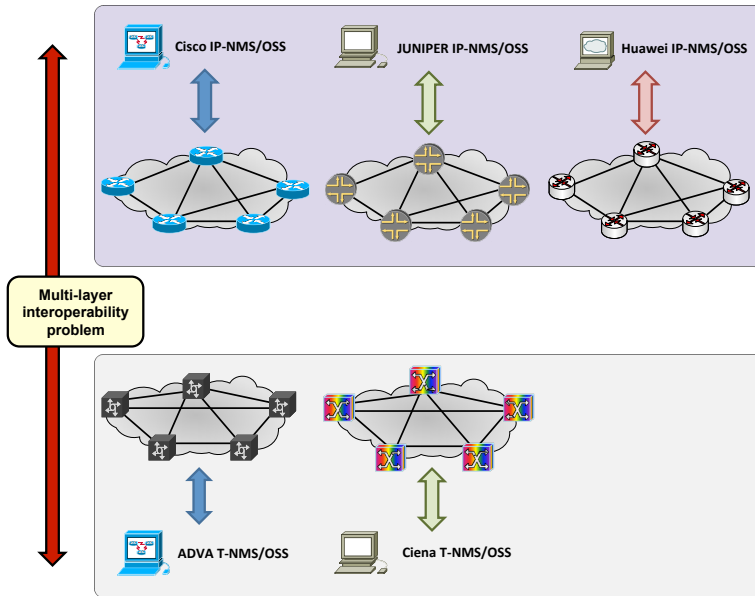 Cisco IP-NMS/OSS
JUNIPER IP-NMS/OSS
Huawei IP-NMS/OSS
Multi-layer
interoperability
problem
ADVA T-NMS/OSS
Ciena T-NMS/OSS